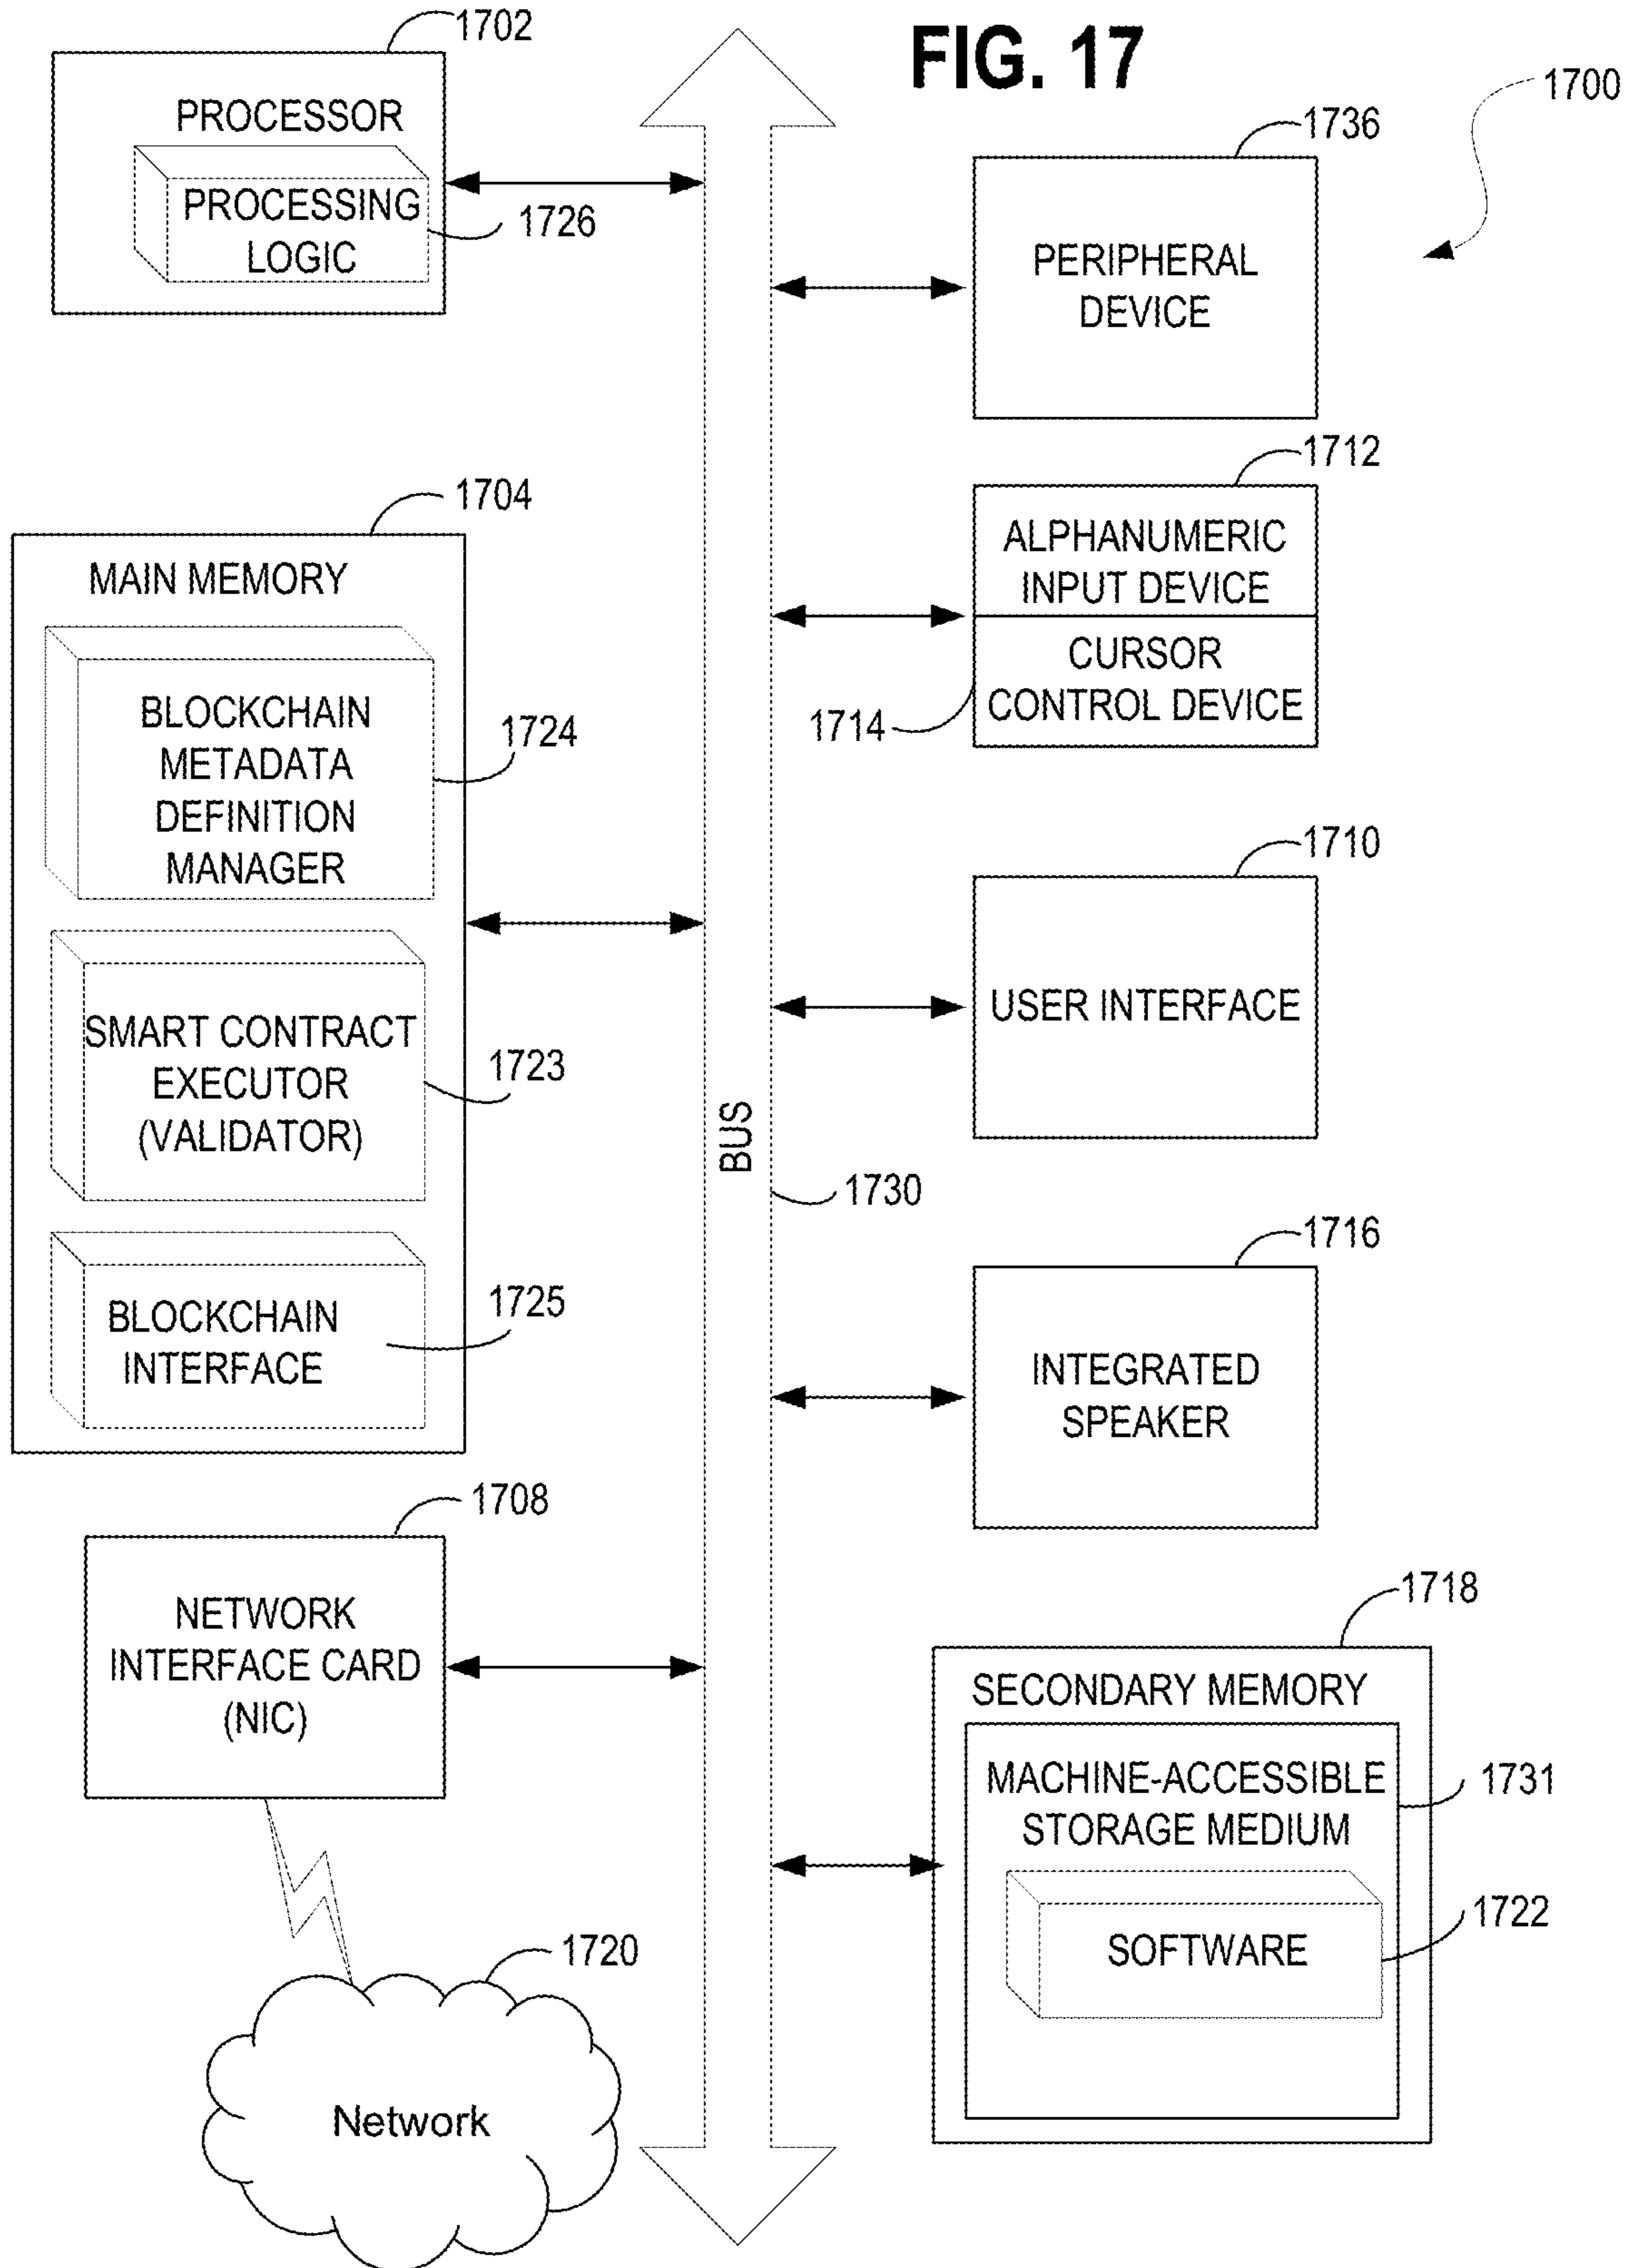 FIG. 17
1700
1702
PROCESSOR
PROCESSING
LOGIC
1726
1704
MAIN MEMORY
BLOCKCHAIN
METADATA
DEFINITION
MANAGER
1724
SMART CONTRACT
EXECUTOR
(VALIDATOR)
1723
BLOCKCHAIN
INTERFACE
1725
1708
NETWORK
INTERFACE CARD
(NIC)
1720
Network
BUS
1730
1736
PERIPHERAL
DEVICE
1712
ALPHANUMERIC
INPUT DEVICE
CURSOR
CONTROL DEVICE
1714
1710
USER INTERFACE
1716
INTEGRATED
SPEAKER
1718
SECONDARY MEMORY
MACHINE-ACCESSIBLE
STORAGE MEDIUM
1731
SOFTWARE
1722